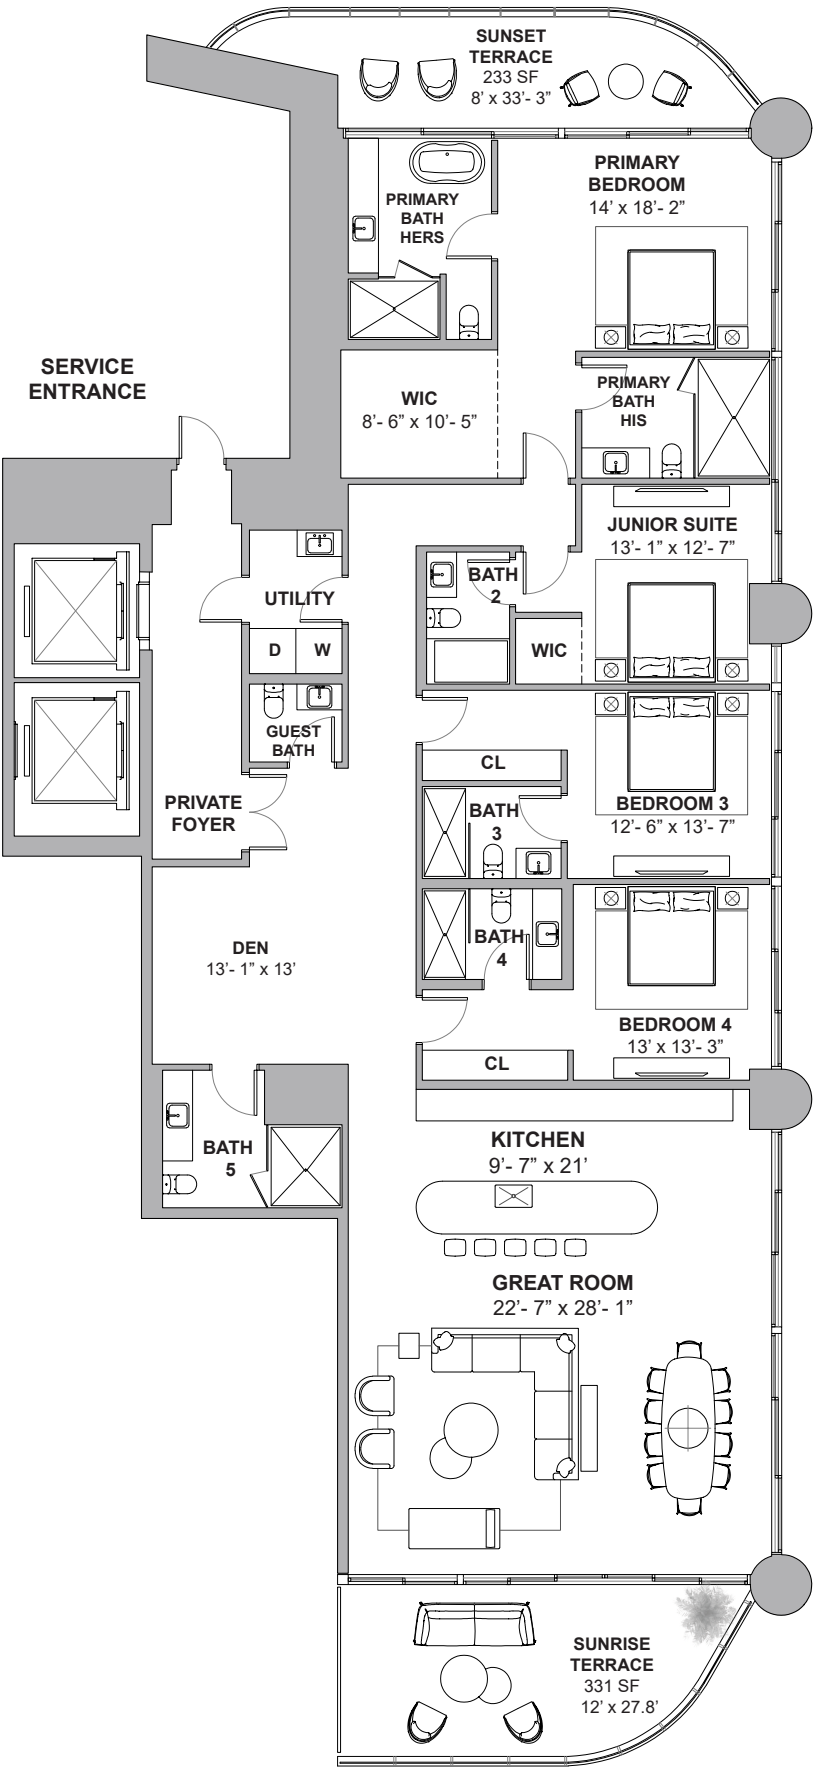 SUNSET
TERRACE
233 SF
8' x 33'- 3”
PRIMARY
BEDROOM
14’ x 18’- 2”
PRIMARY
BATH
HERS
SERVICE
ENTRANCE
WIC
8’- 6” x 10’- 5”
PRIMARY
BATH
HIS
JUNIOR SUITE
13’- 1” x 12’- 7”
BATH
2
UTILITY
D
W
WIC
GUEST
BATH
CL
PRIVATE
FOYER
BATH
3
BEDROOM 3
12’- 6” x 13’- 7”
DEN
13’- 1” x 13’
BATH
4
BEDROOM 4
13’ x 13’- 3”
CL
BATH
5
KITCHEN
9’- 7” x 21’
GREAT ROOM
22’- 7” x 28’- 1”
SUNRISE
TERRACE
331 SF
12’ x 27.8’